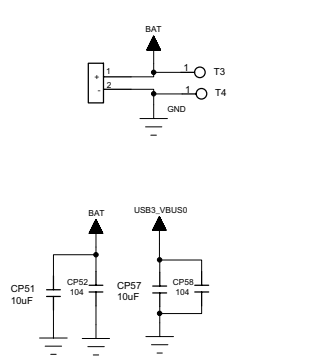 BAT
+ 1 1 T3
- 2 1 T4
GND
BAT USB3_VBUS0
CP51 10uF
CP52 104
CP57 10uF
CP58 104